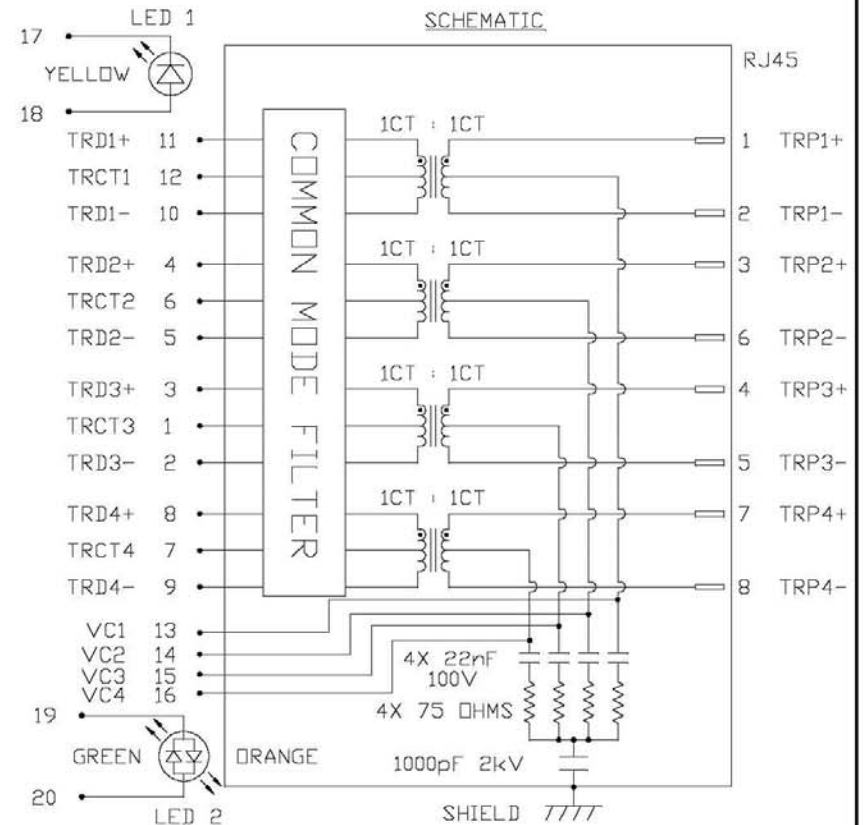 LED 1
SCHEMATIC
17
RJ45
YELLOW
18
1CT : 1CT
TRD1+ 11
1 TRP1+
TRCT1 12
TRD1- 10
2 TRP1-
COMMON MODE FILTER
1CT : 1CT
TRD2+ 4
3 TRP2+
TRCT2 6
TRD2- 5
6 TRP2-
1CT : 1CT
TRD3+ 3
4 TRP3+
TRCT3 1
TRD3- 2
5 TRP3-
1CT : 1CT
TRD4+ 8
7 TRP4+
TRCT4 7
TRD4- 9
8 TRP4-
VC1 13
VC2 14
VC3 15
VC4 16
4X 22nF
100V
4X 75 OHMS
19
GREEN
ORANGE
1000pF 2kV
20
LED 2
SHIELD